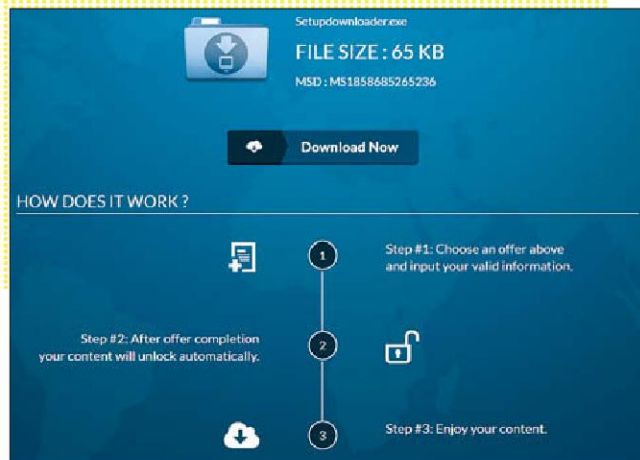 Setupdownloader.exe
FILE SIZE : 65 KB
MSD : MS1858685265236
Download Now
HOW DOES IT WORK ?
1
Step #1: Choose an offer above
and input your valid information.
Step #2: After offer completion
your content will unlock automatically.
2
3
Step #3: Enjoy your content.